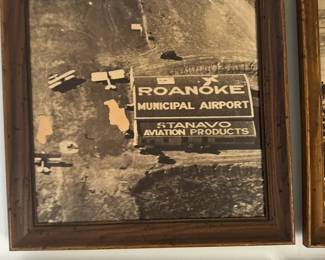 ROANOKE
MUNICIPAL AIRPORT
STANAVO
AVIATION PRODUCTS